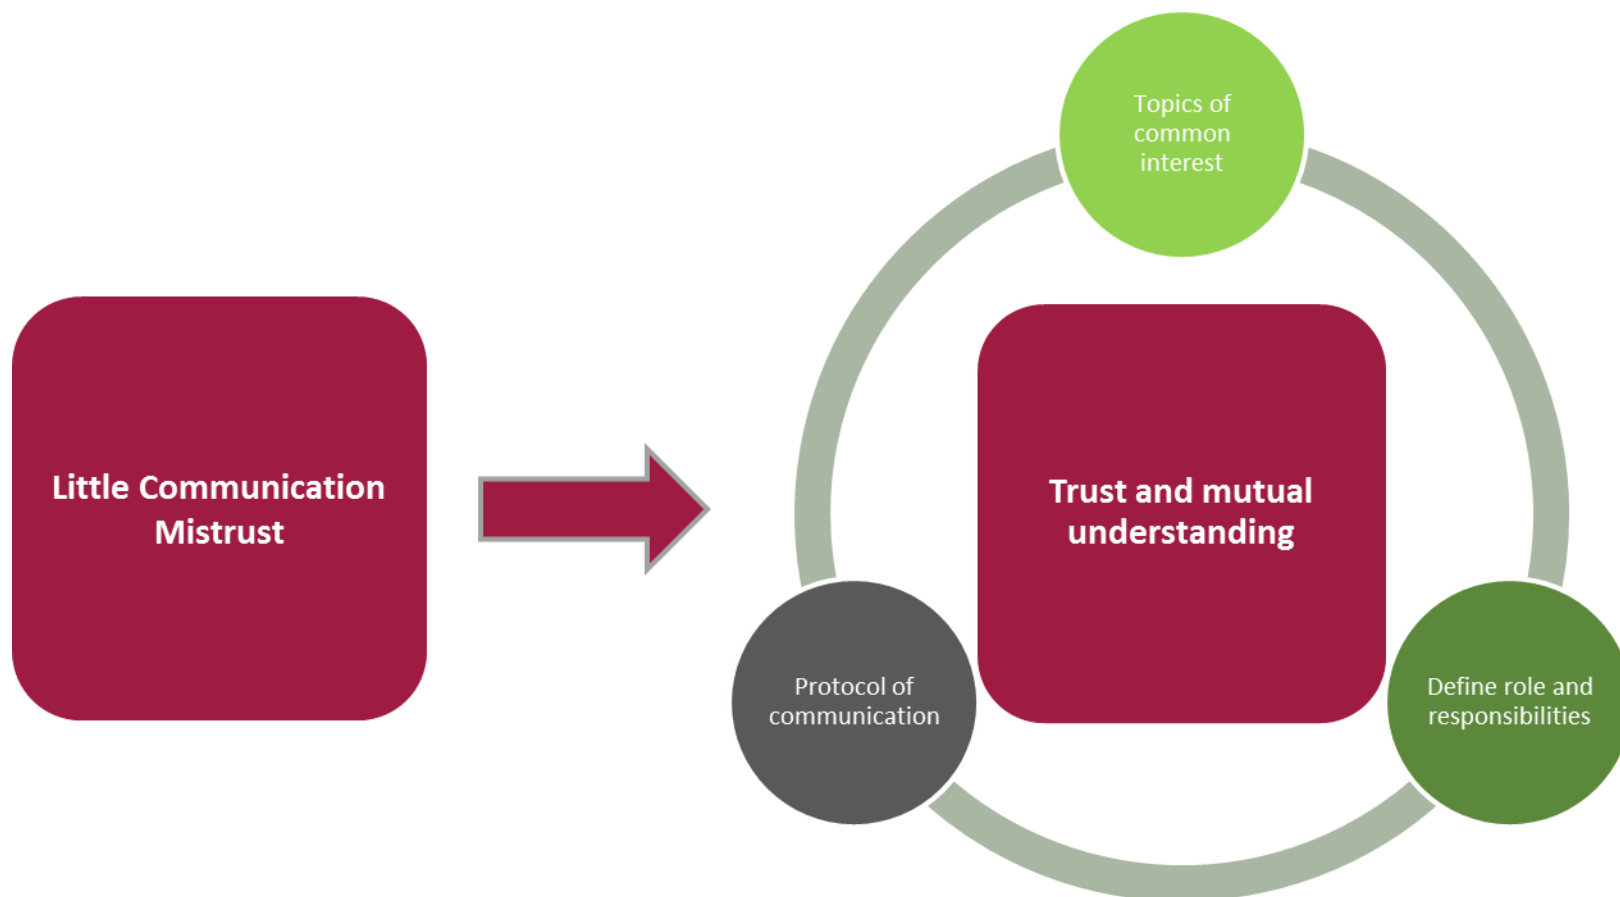 Topics of
common
interest
Little Communication
Mistrust
Trust and mutual
understanding
Protocol of
communication
Define role and
responsibilities